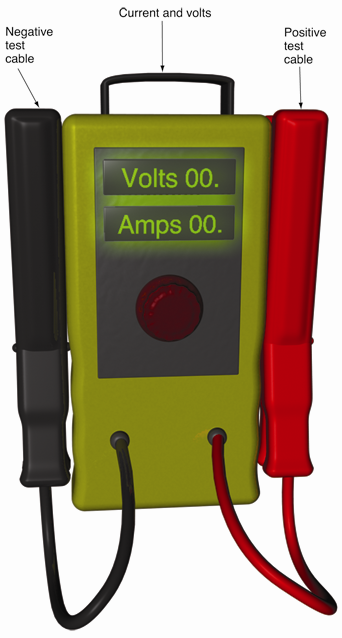 Current and volts
Negative
test
cable
Positive
test
cable
Volts 00.
Amps 00.